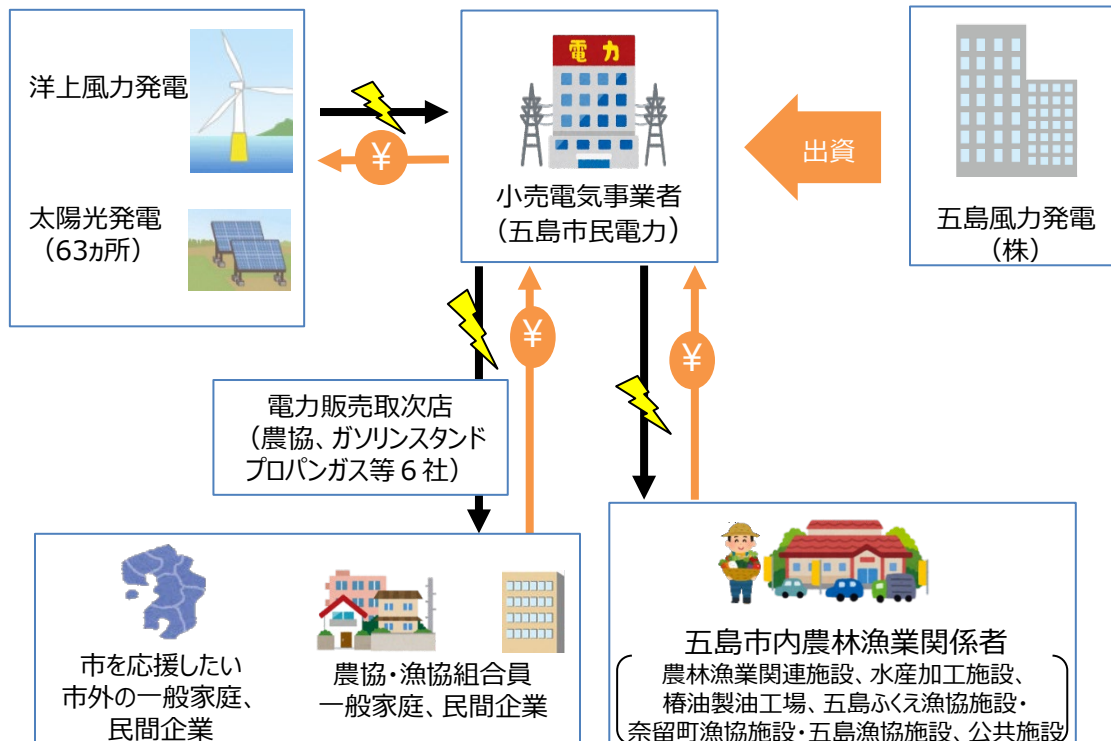 洋上風力発電
太陽光発電
（63ヵ所）
¥
電力
小売電気事業者
（五島市民電力）
出資
五島風力発電
（株）
¥
¥
電力販売取次店
（農協、ガソリンスタンド
プロパンガス等６社）
市を応援したい
市外の一般家庭、
民間企業
農協・漁協組合員
一般家庭、民間企業
五島市内農林漁業関係者
農林漁業関連施設、水産加工施設、
椿油製油工場、五島ふくえ漁協施設・
奈留町漁協施設・五島漁協施設、公共施設